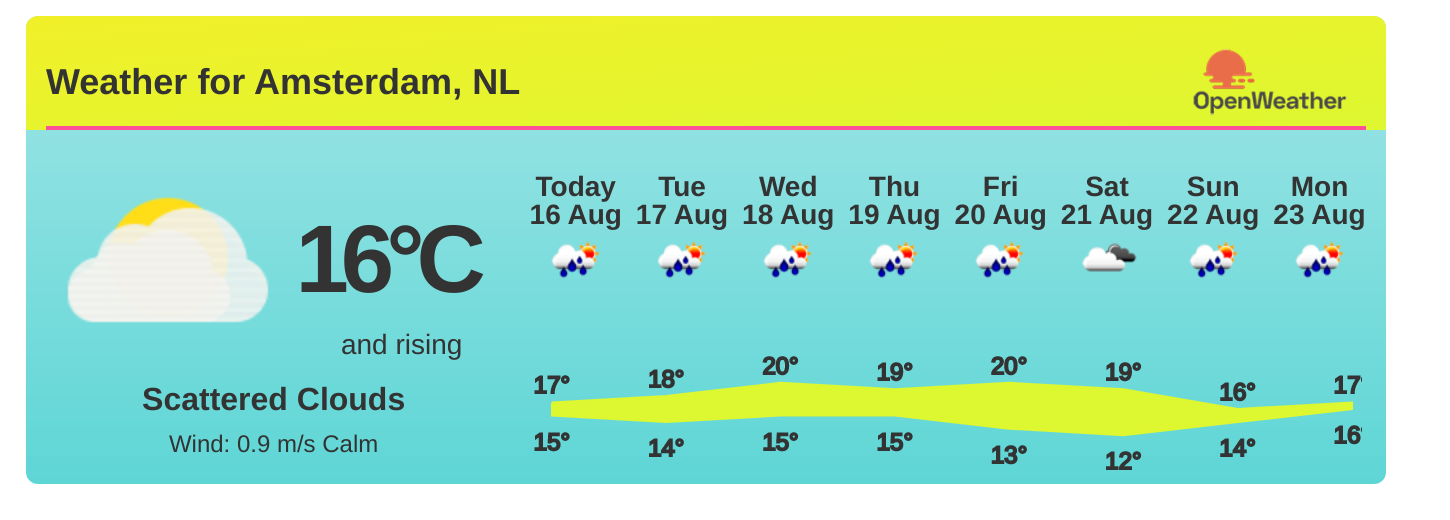 Weather for Amsterdam, NL
OpenWeather
16°C
and rising
Scattered Clouds
Wind: 0.9 m/s Calm
Today Tue Wed Thu Fri Sat Sun Mon
16 Aug 17 Aug 18 Aug 19 Aug 20 Aug 21 Aug 22 Aug 23 Aug
17° 18° 20° 19° 20° 19° 16° 17°
15° 14° 15° 15° 13° 12° 14° 16°